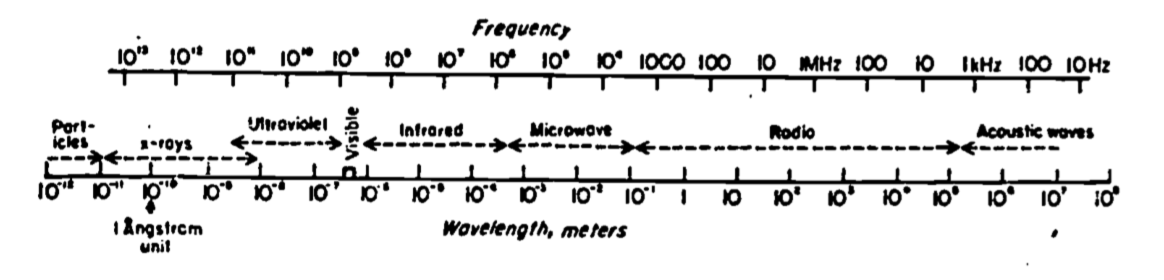 Frequency
10¹³ 10¹² 10¹¹ 10¹⁰ 10⁹ 10⁸ 10⁷ 10⁶ 10⁵ 10⁴ 1000 100 10 1MHz 100 10 1kHz 100 10Hz
Part-
icles
x-rays
Ultraviolet
Visible
Infrared
Microwave
Radio
Acoustic waves
10⁻¹² 10⁻¹¹ 10⁻¹⁰ 10⁻⁹ 10⁻⁸ 10⁻⁷ 10⁻⁶ 10⁻⁵ 10⁻⁴ 10⁻³ 10⁻² 10⁻¹ 1 10 10² 10³ 10⁴ 10⁵ 10⁶ 10⁷ 10⁸
1 Ångstrom
unit
Wavelength, meters